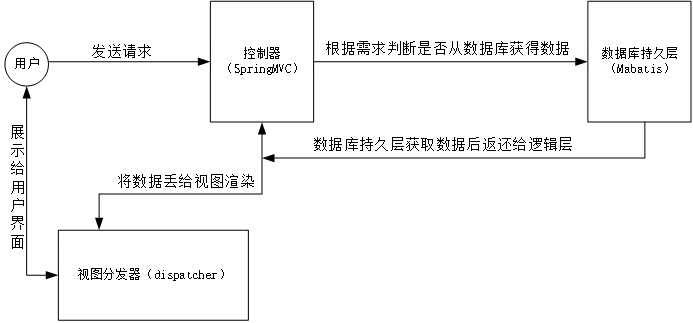 发送请求
用户
控制器
（SpringMVC）
根据需求判断是否从数据库获得数据
数据库持久层
（Mabatis）
数据库持久层获取数据后返还给逻辑层
将数据丢给视图渲染
展示给用户界面
视图分发器（dispatcher）